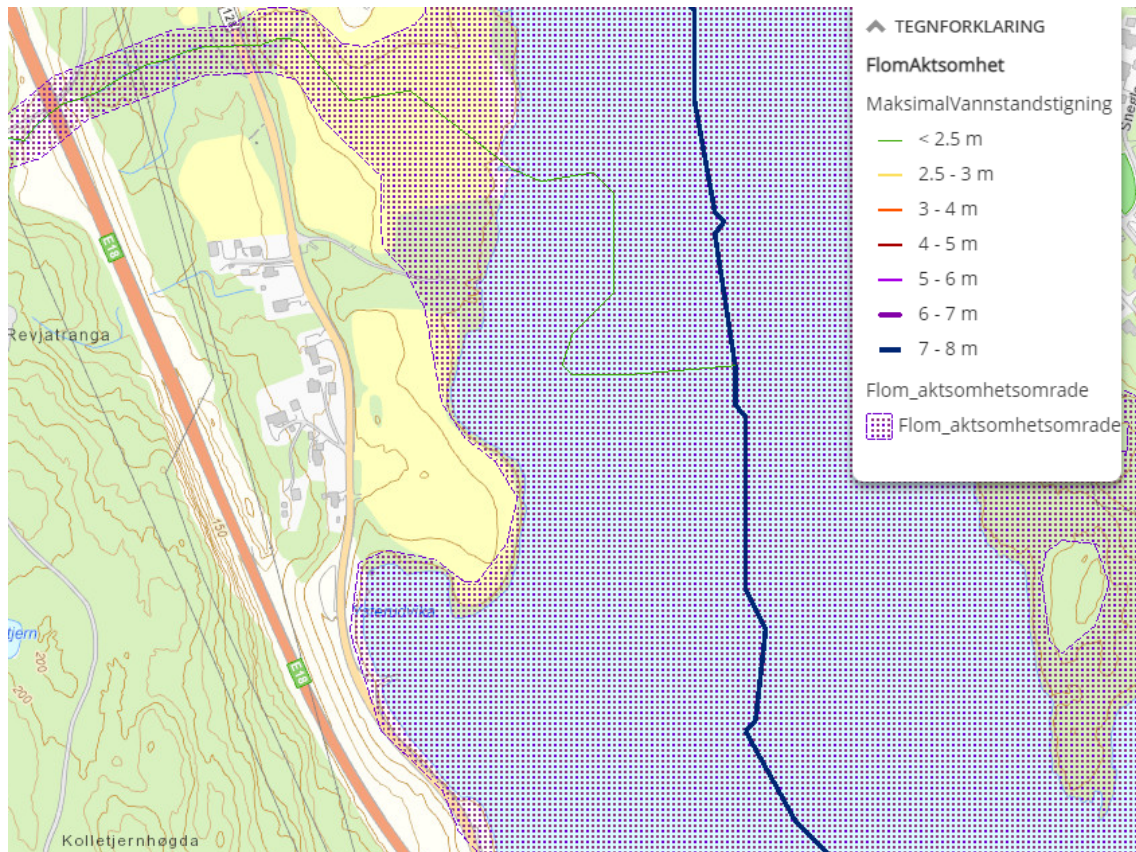 TEGNFORKLARING
FlomAktsomhet
MaksimalVannstandstigning
< 2.5 m
2.5 - 3 m
3 - 4 m
4 - 5 m
5 - 6 m
6 - 7 m
7 - 8 m
Flom_aktsomhetsomrade
Flom_aktsomhetsomrade
E18
Revjatranga
150
tjern
200
200
E18
Kolletjernhøgda